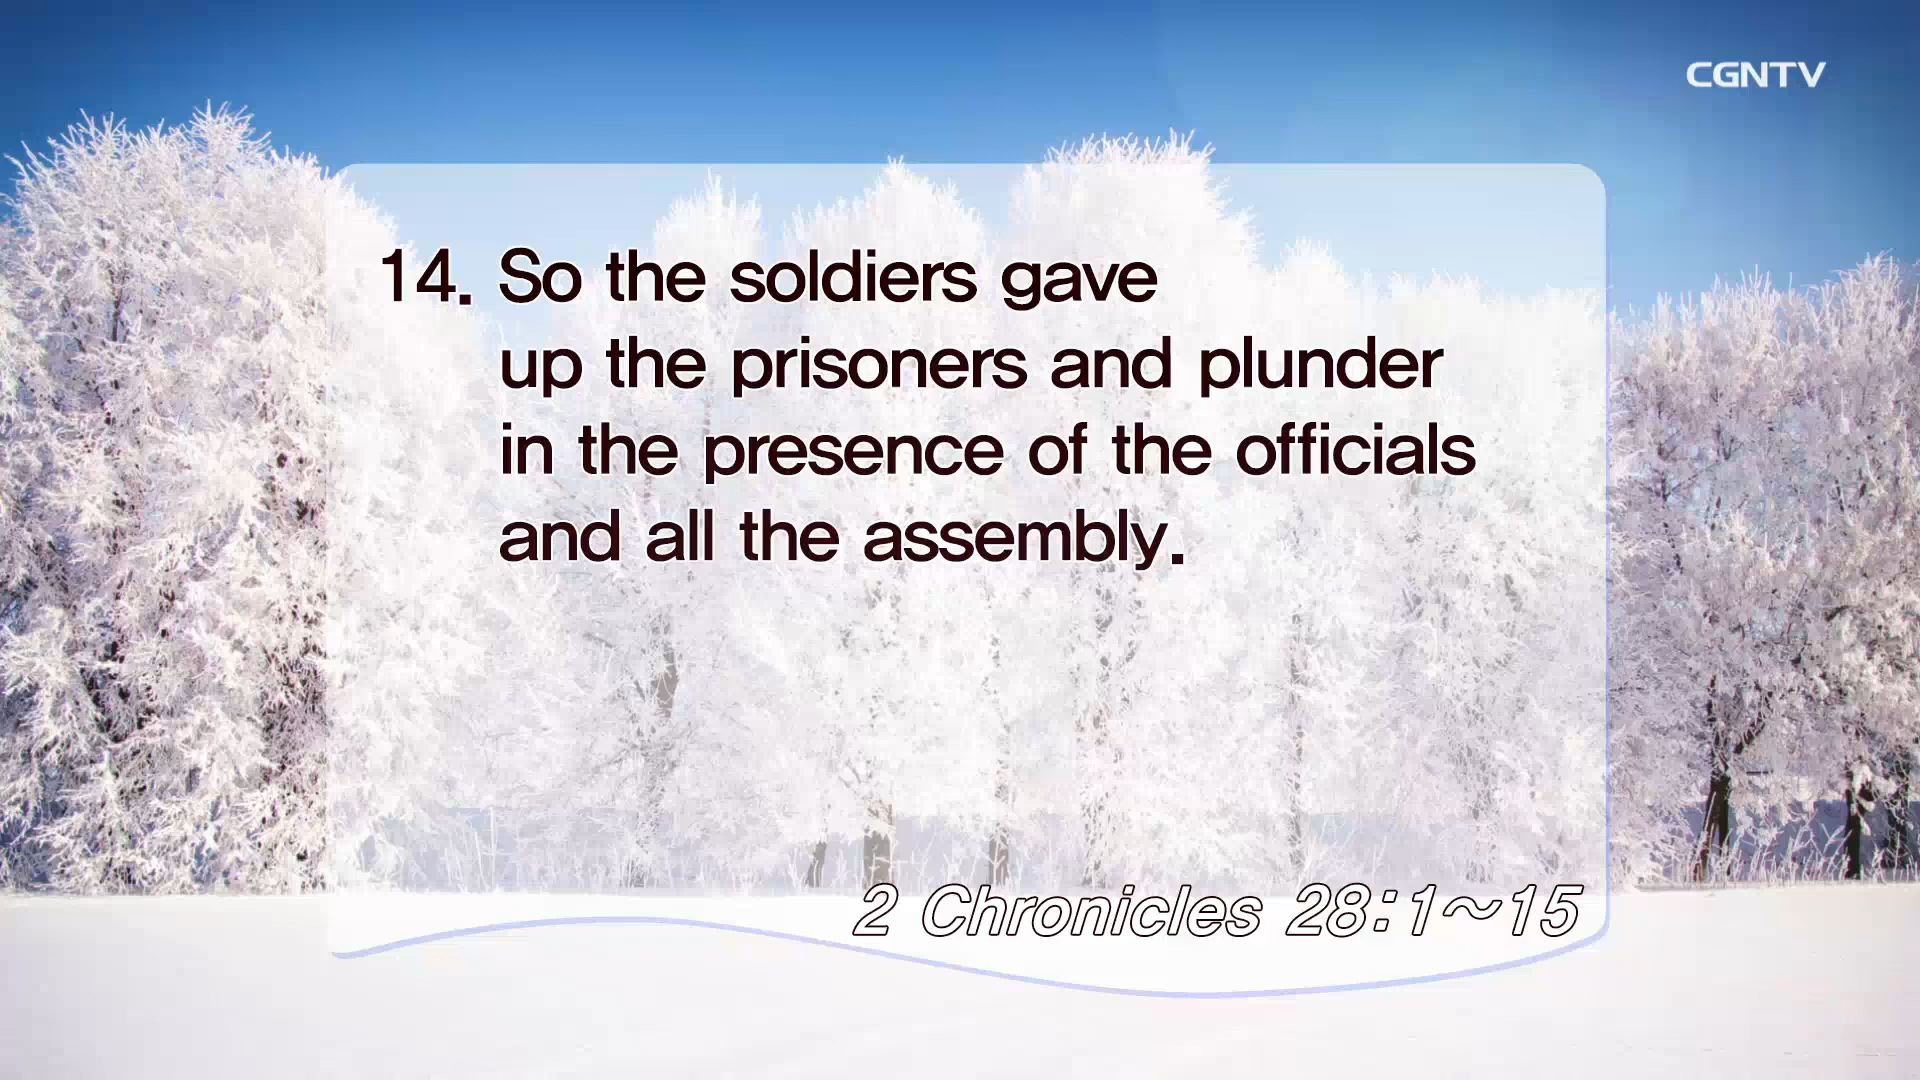 CGNTV
14. So the soldiers gave
up the prisoners and plunder
in the presence of the officials
and all the assembly.
2 Chronicles 28:1~15